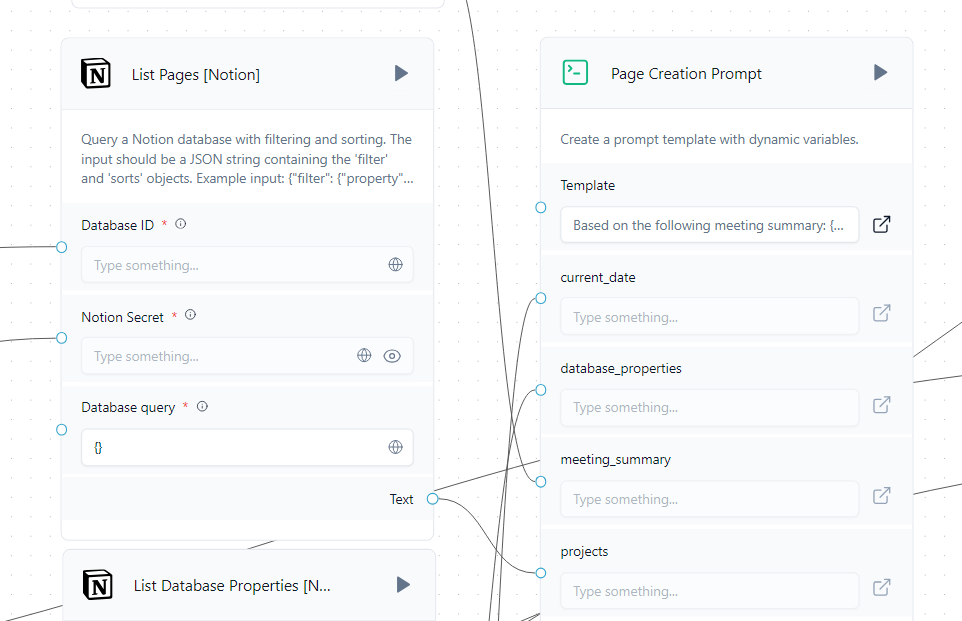 List Pages [Notion]
Query a Notion database with filtering and sorting. The
input should be a JSON string containing the 'filter'
and 'sorts' objects. Example input: {"filter": {"property"...
Database ID *
Type something...
Notion Secret *
Type something...
Database query *
{}
Text
List Database Properties [N...
Page Creation Prompt
Create a prompt template with dynamic variables.
Template
Based on the following meeting summary: {...
current_date
Type something...
database_properties
Type something...
meeting_summary
Type something...
projects
Type something...